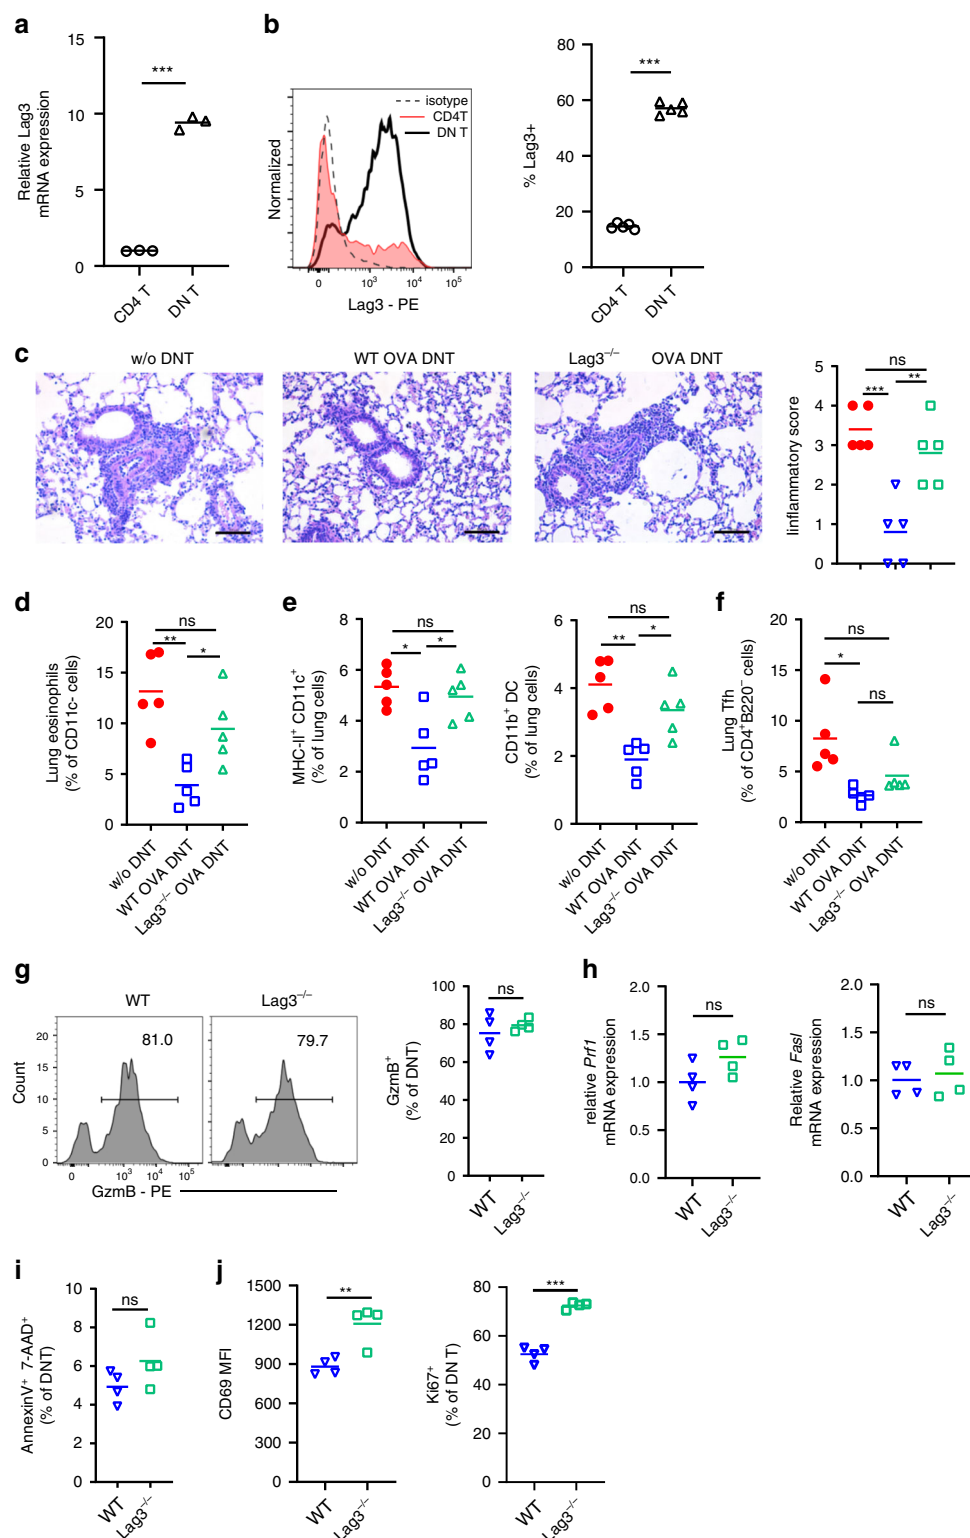 a
15
10
5
0
Relative Lag3
mRNA expression
***
CD4 T
DN T
b
Normalized
isotype
CD4T
DN T
0
10³
10⁴
10⁵
Lag3 - PE
80
60
40
20
0
% Lag3+
***
CD4 T
DN T
c
w/o DNT
WT OVA DNT
Lag3⁻/⁻ OVA DNT
Iinflammatory score
5
4
3
2
1
0
ns
***
**
d
Lung eosinophils
(% of CD11c- cells)
20
15
10
5
0
ns
**
*
w/o DNT
WT OVA DNT
Lag3⁻/⁻ OVA DNT
e
MHC-II⁺ CD11c⁺
(% of lung cells)
8
6
4
2
0
ns
*
*
w/o DNT
WT OVA DNT
Lag3⁻/⁻ OVA DNT
CD11b⁺ DC
(% of lung cells)
6
4
2
0
ns
**
*
w/o DNT
WT OVA DNT
Lag3⁻/⁻ OVA DNT
f
Lung Tfh
(% of CD4⁺B220⁻ cells)
20
15
10
5
0
ns
*
ns
w/o DNT
WT OVA DNT
Lag3⁻/⁻ OVA DNT
g
WT
Lag3⁻/⁻
81.0
79.7
Count
20
15
10
5
0
0
10³
10⁴
10⁵
GzmB - PE
GzmB⁺
(% of DNT)
100
80
60
40
20
0
ns
WT
Lag3⁻/⁻
h
relative Prf1
mRNA expression
2.0
1.5
1.0
0.5
0.0
ns
WT
Lag3⁻/⁻
Relative Fasl
mRNA expression
2.0
1.5
1.0
0.5
0.0
ns
WT
Lag3⁻/⁻
i
AnnexinV⁺ 7-AAD⁺
(% of DNT)
10
8
6
4
2
0
ns
WT
Lag3⁻/⁻
j
CD69 MFI
1500
1200
900
600
300
0
**
WT
Lag3⁻/⁻
Ki67⁺
(% of DN T)
80
60
40
20
0
***
WT
Lag3⁻/⁻